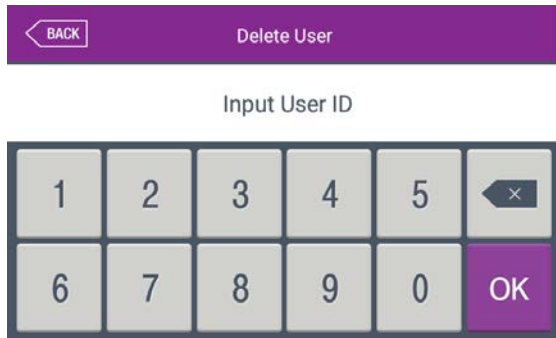 BACK
Delete User
Input User ID
1 2 3 4 5
6 7 8 9 0 OK